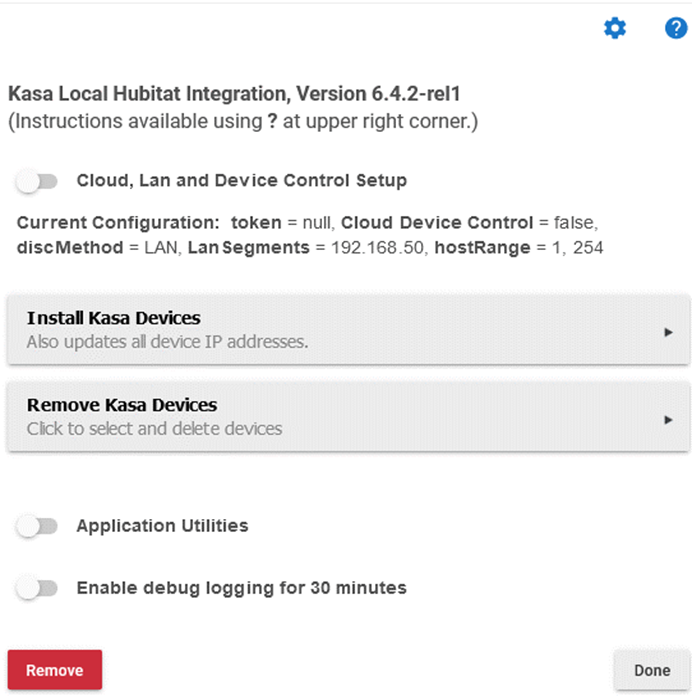 Kasa Local Hubitat Integration, Version 6.4.2-rel1
(Instructions available using ? at upper right corner.)
Cloud, Lan and Device Control Setup
Current Configuration: token = null, Cloud Device Control = false,
discMethod = LAN, Lan Segments = 192.168.50, hostRange = 1, 254
Install Kasa Devices
Also updates all device IP addresses.
Remove Kasa Devices
Click to select and delete devices
Application Utilities
Enable debug logging for 30 minutes
Remove
Done